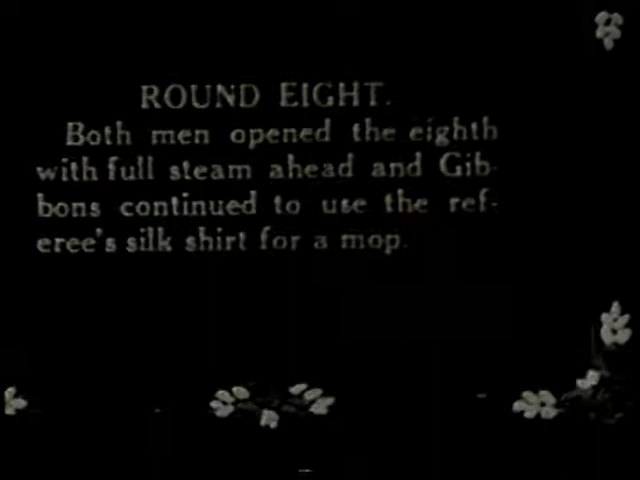 ROUND EIGHT.
Both men opened the eighth
with full steam ahead and Gib-
bons continued to use the ref-
eree's silk shirt for a mop.